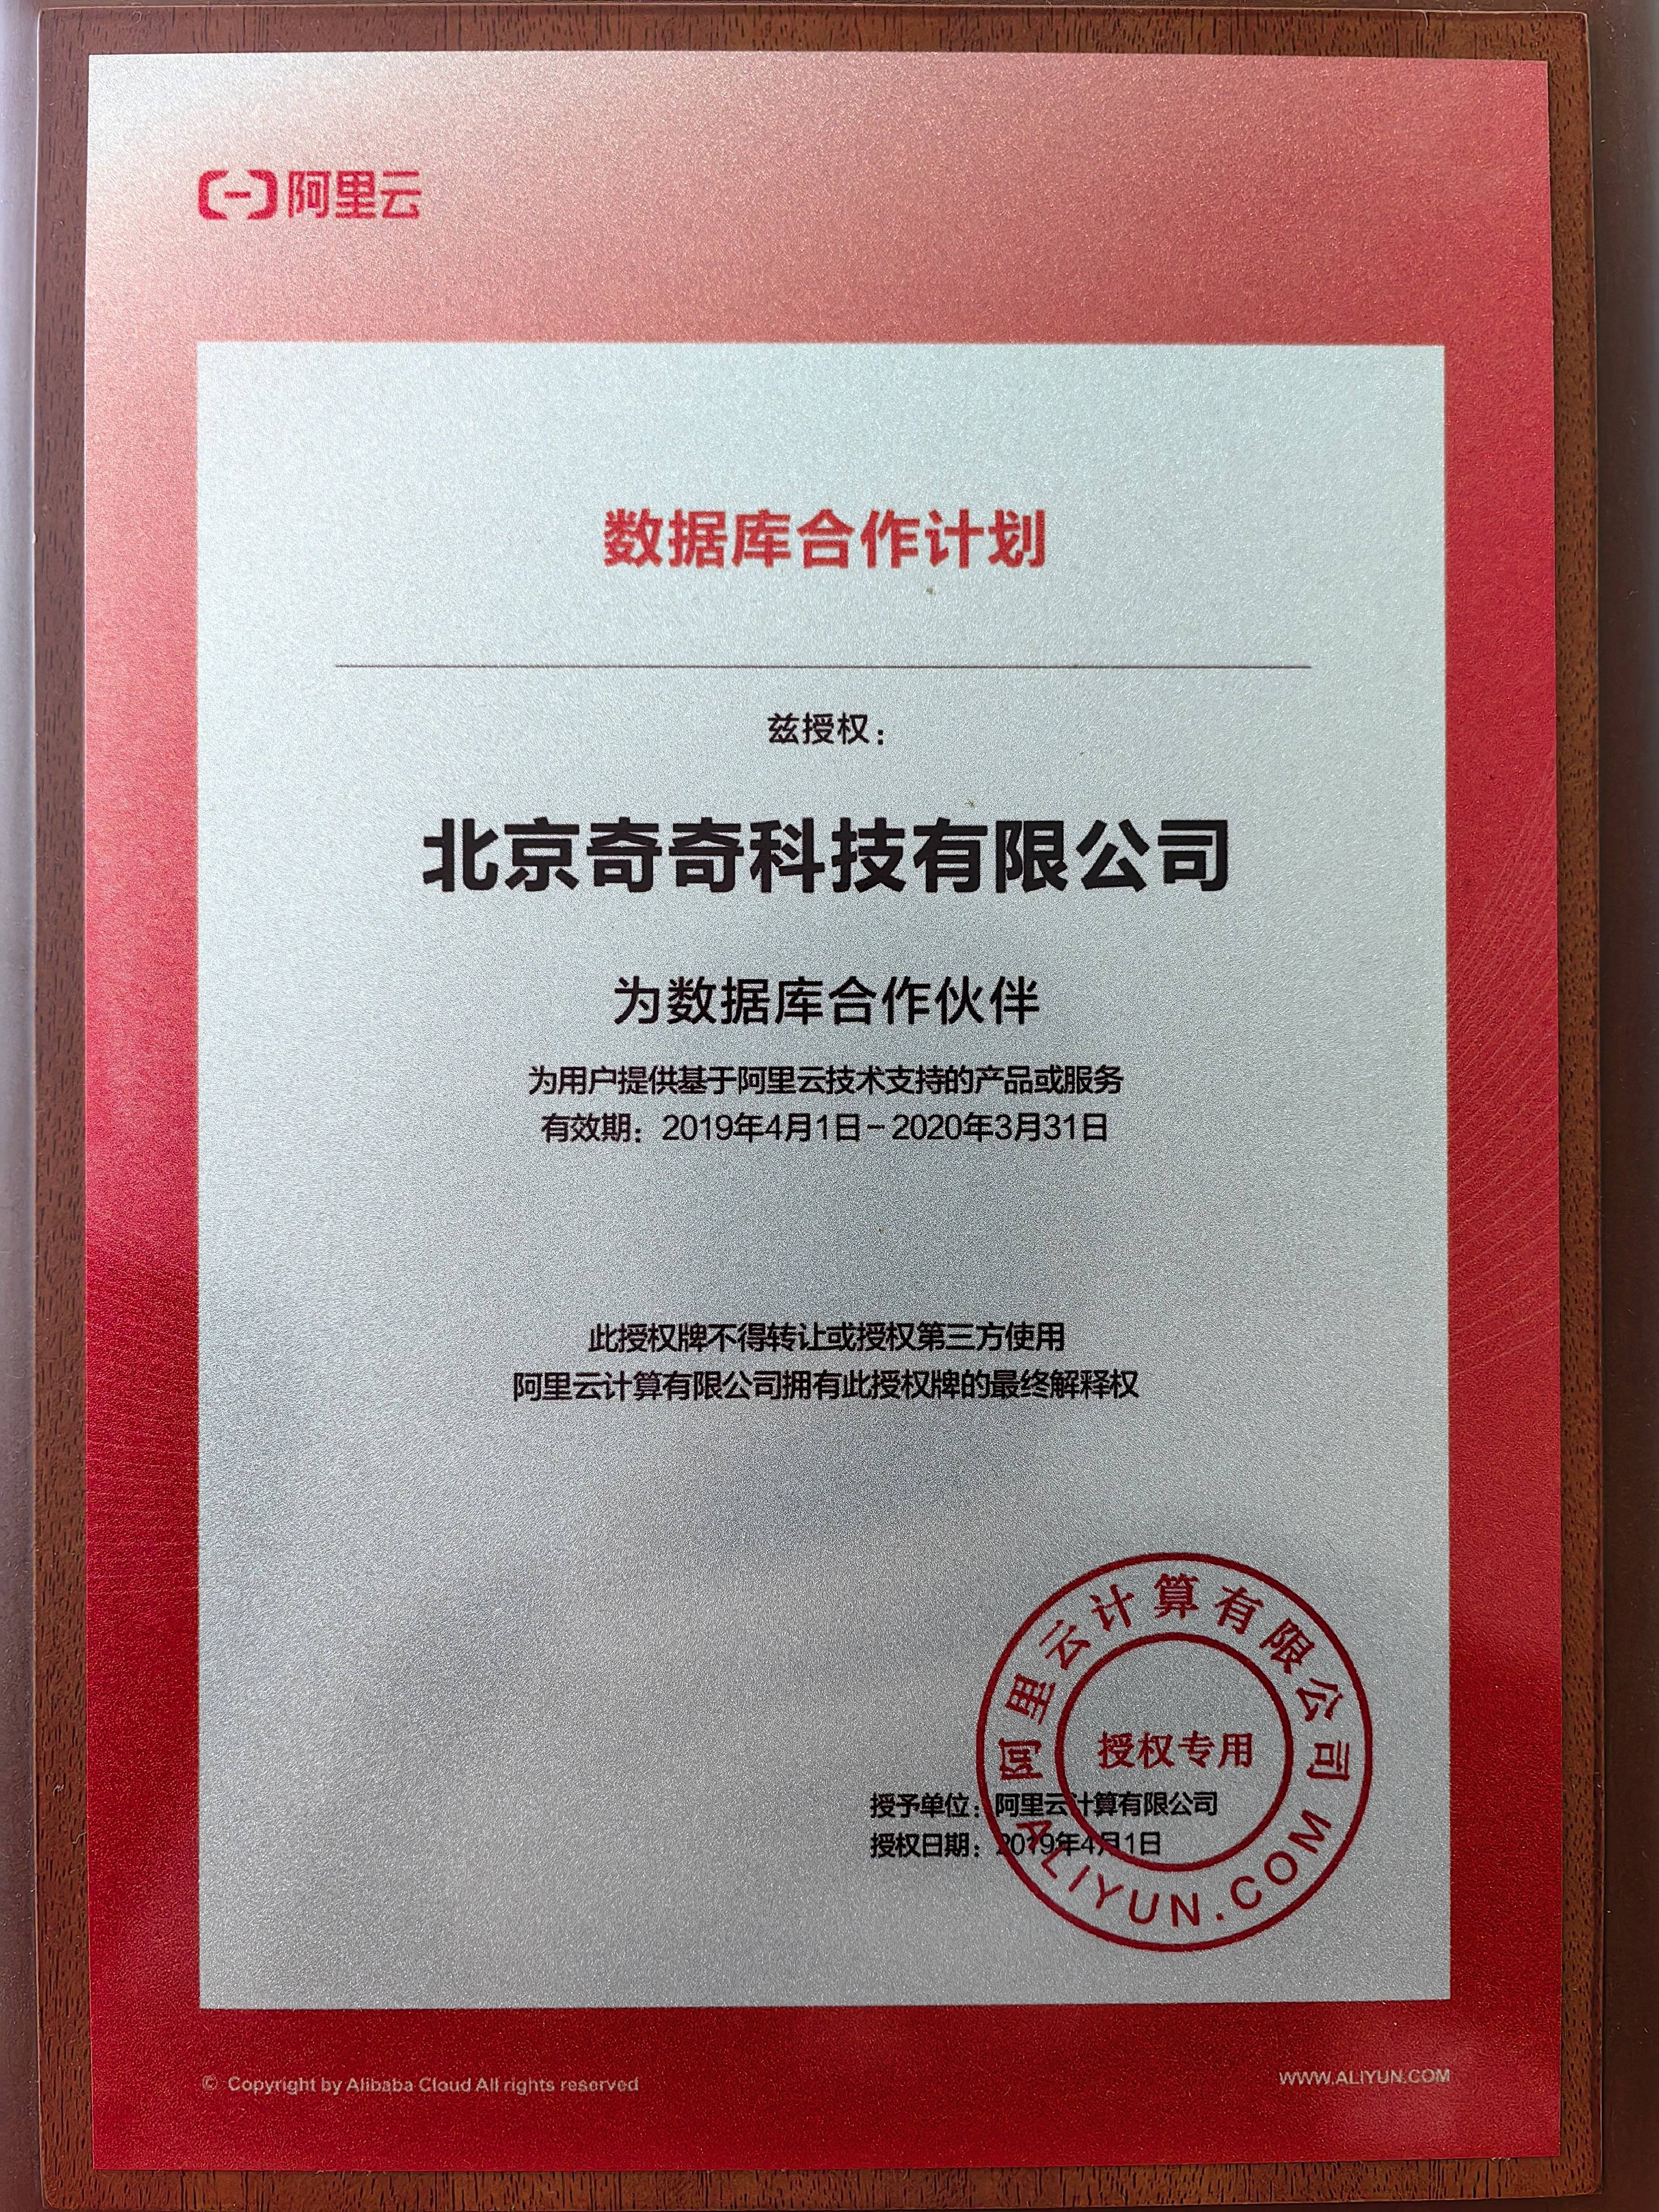 阿里云
数据库合作计划
兹授权：
北京奇奇科技有限公司
为数据库合作伙伴
为用户提供基于阿里云技术支持的产品或服务
有效期：2019年4月1日－2020年3月31日
此授权牌不得转让或授权第三方使用
阿里云计算有限公司拥有此授权牌的最终解释权
阿里云计算有限公司
授权专用
授予单位：阿里云计算有限公司
授权日期：2019年4月1日
ALIYUN.COM
© Copyright by Alibaba Cloud All rights reserved
WWW.ALIYUN.COM